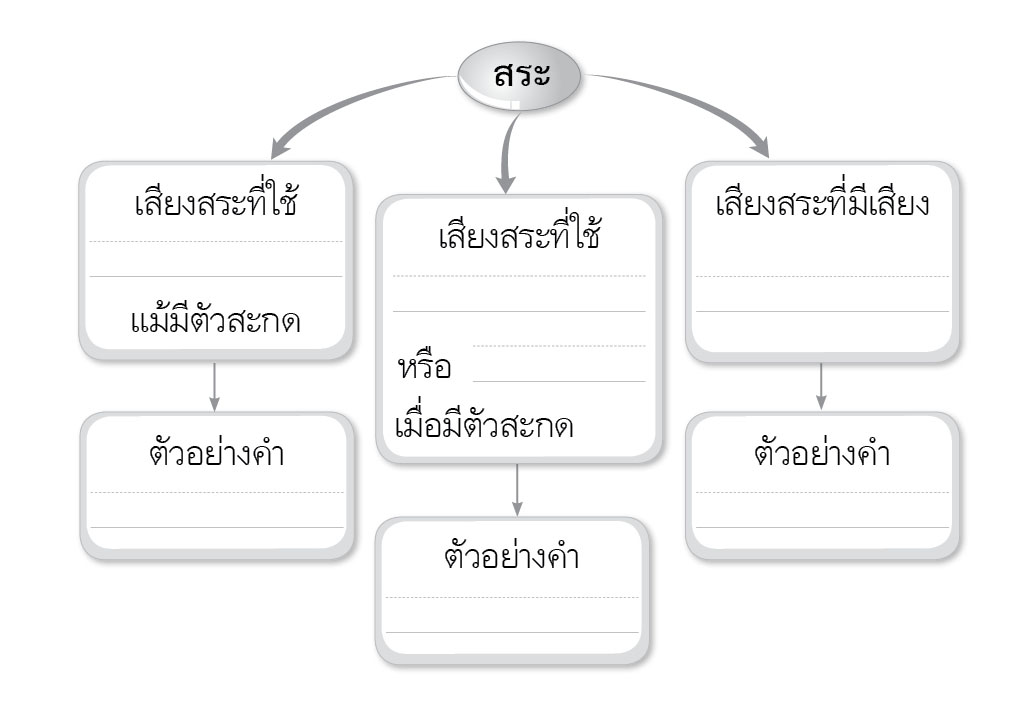 สระ
เสียงสระที่ใช้
แม้มีตัวสะกด
ตัวอย่างคำ
เสียงสระที่ใช้
หรือ
เมื่อมีตัวสะกด
ตัวอย่างคำ
เสียงสระที่มีเสียง
ตัวอย่างคำ